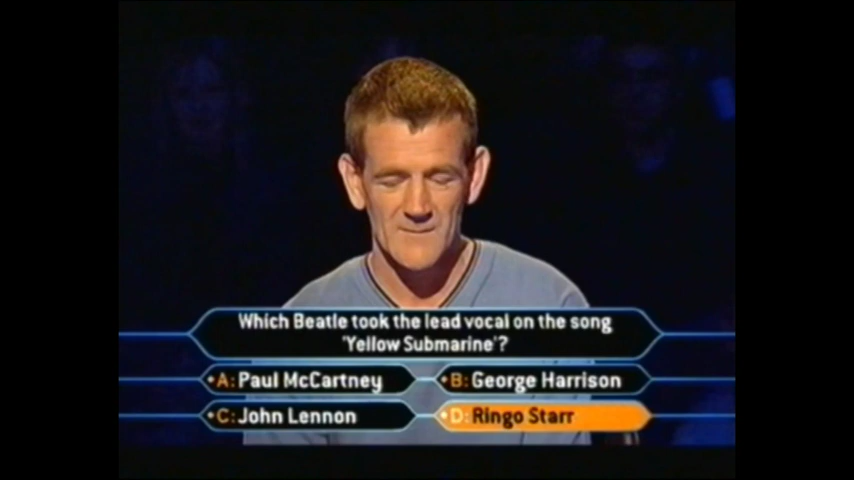 Which Beatle took the lead vocal on the song
'Yellow Submarine'?
A: Paul McCartney
B: George Harrison
C: John Lennon
D: Ringo Starr